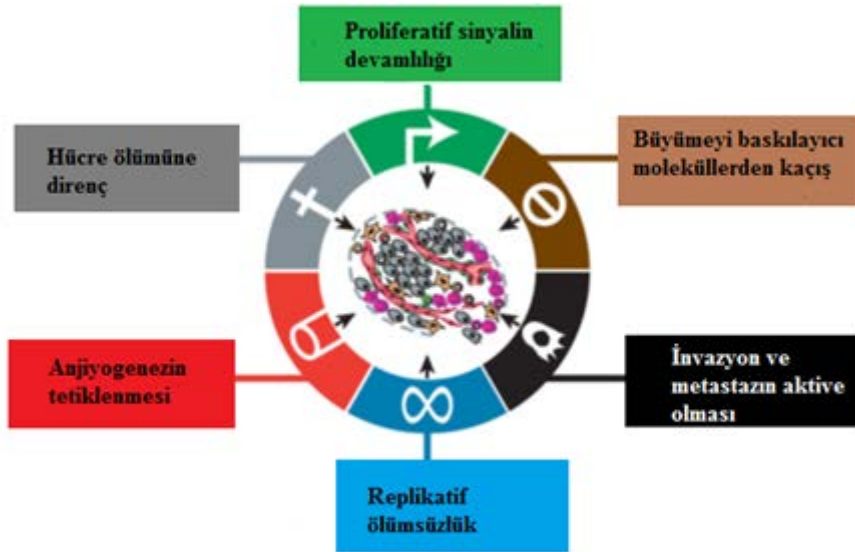 Proliferatif sinyalin
devamlılığı
Hücre ölümüne
direnç
Büyümeyi baskılayıcı
moleküllerden kaçış
Anjiyogenezin
tetiklenmesi
İnvazyon ve
metastazın aktive
olması
Replikatif
ölümsüzlük